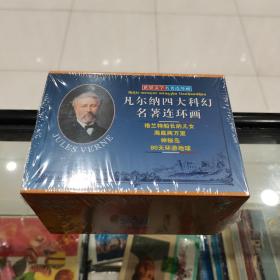 凡尔纳四大科幻
名著连环画
格兰特船长的儿女
海底两万里
神秘岛
80天环游地球
JULES VERNE